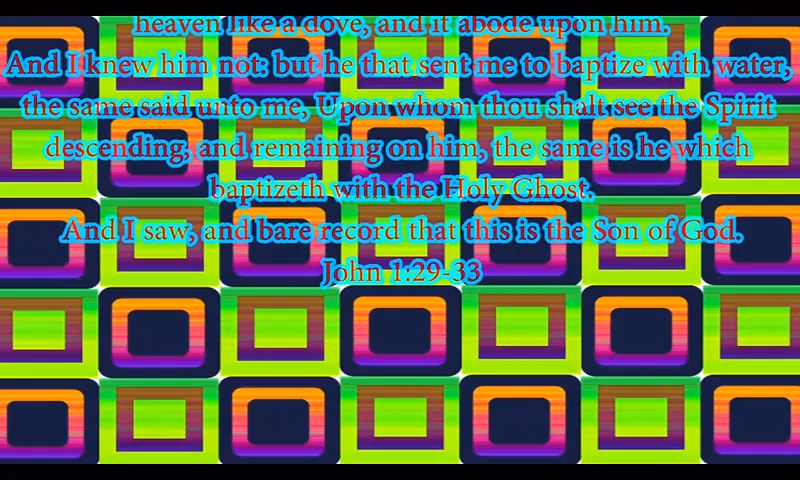 heaven like a dove, and it abode upon him.
And I knew him not: but he that sent me to baptize with water,
the same said unto me, Upon whom thou shalt see the Spirit
descending, and remaining on him, the same is he which
baptizeth with the Holy Ghost.
And I saw, and bare record that this is the Son of God.
John 1:29-33